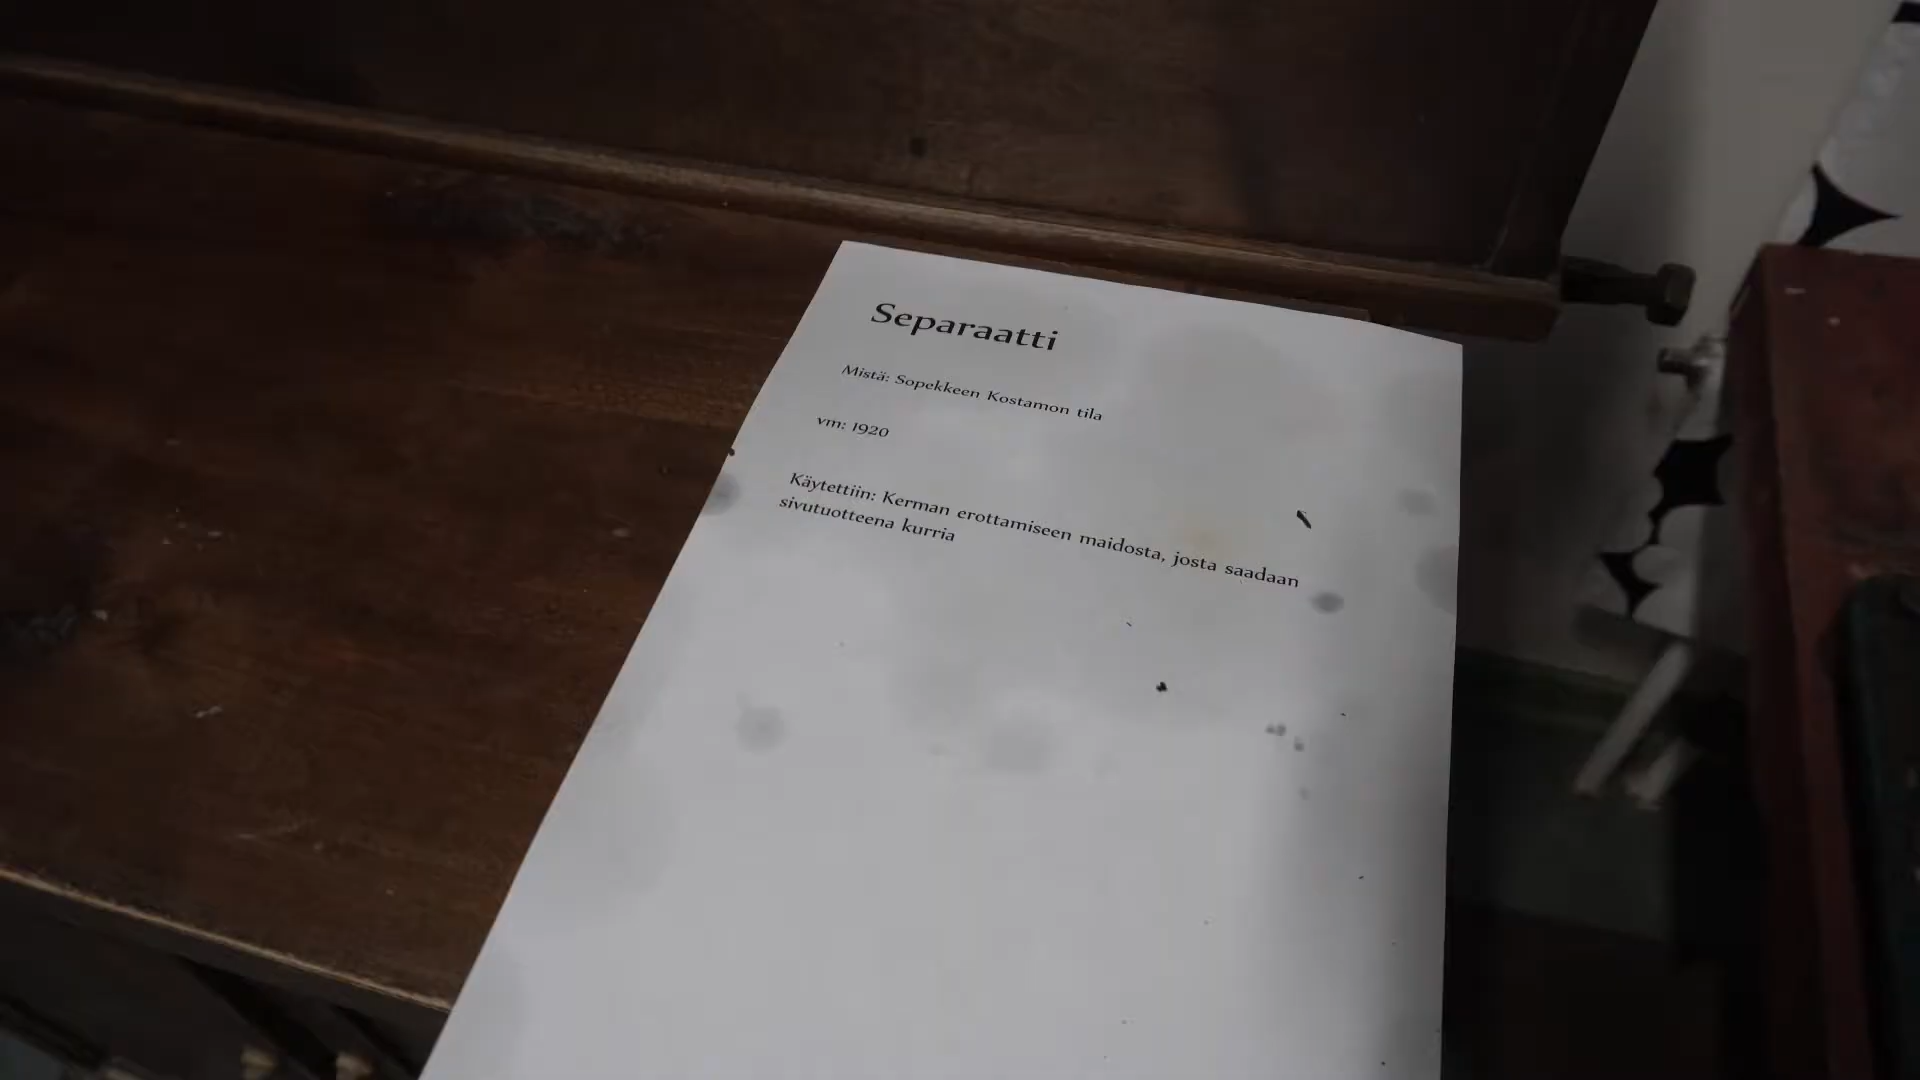 Separaatti
Mistä: Sopekkeen Kostamon tila
vm: 1920
Käytettiin: Kerman erottamiseen maidosta, josta saadaan
sivutuotteena kurria